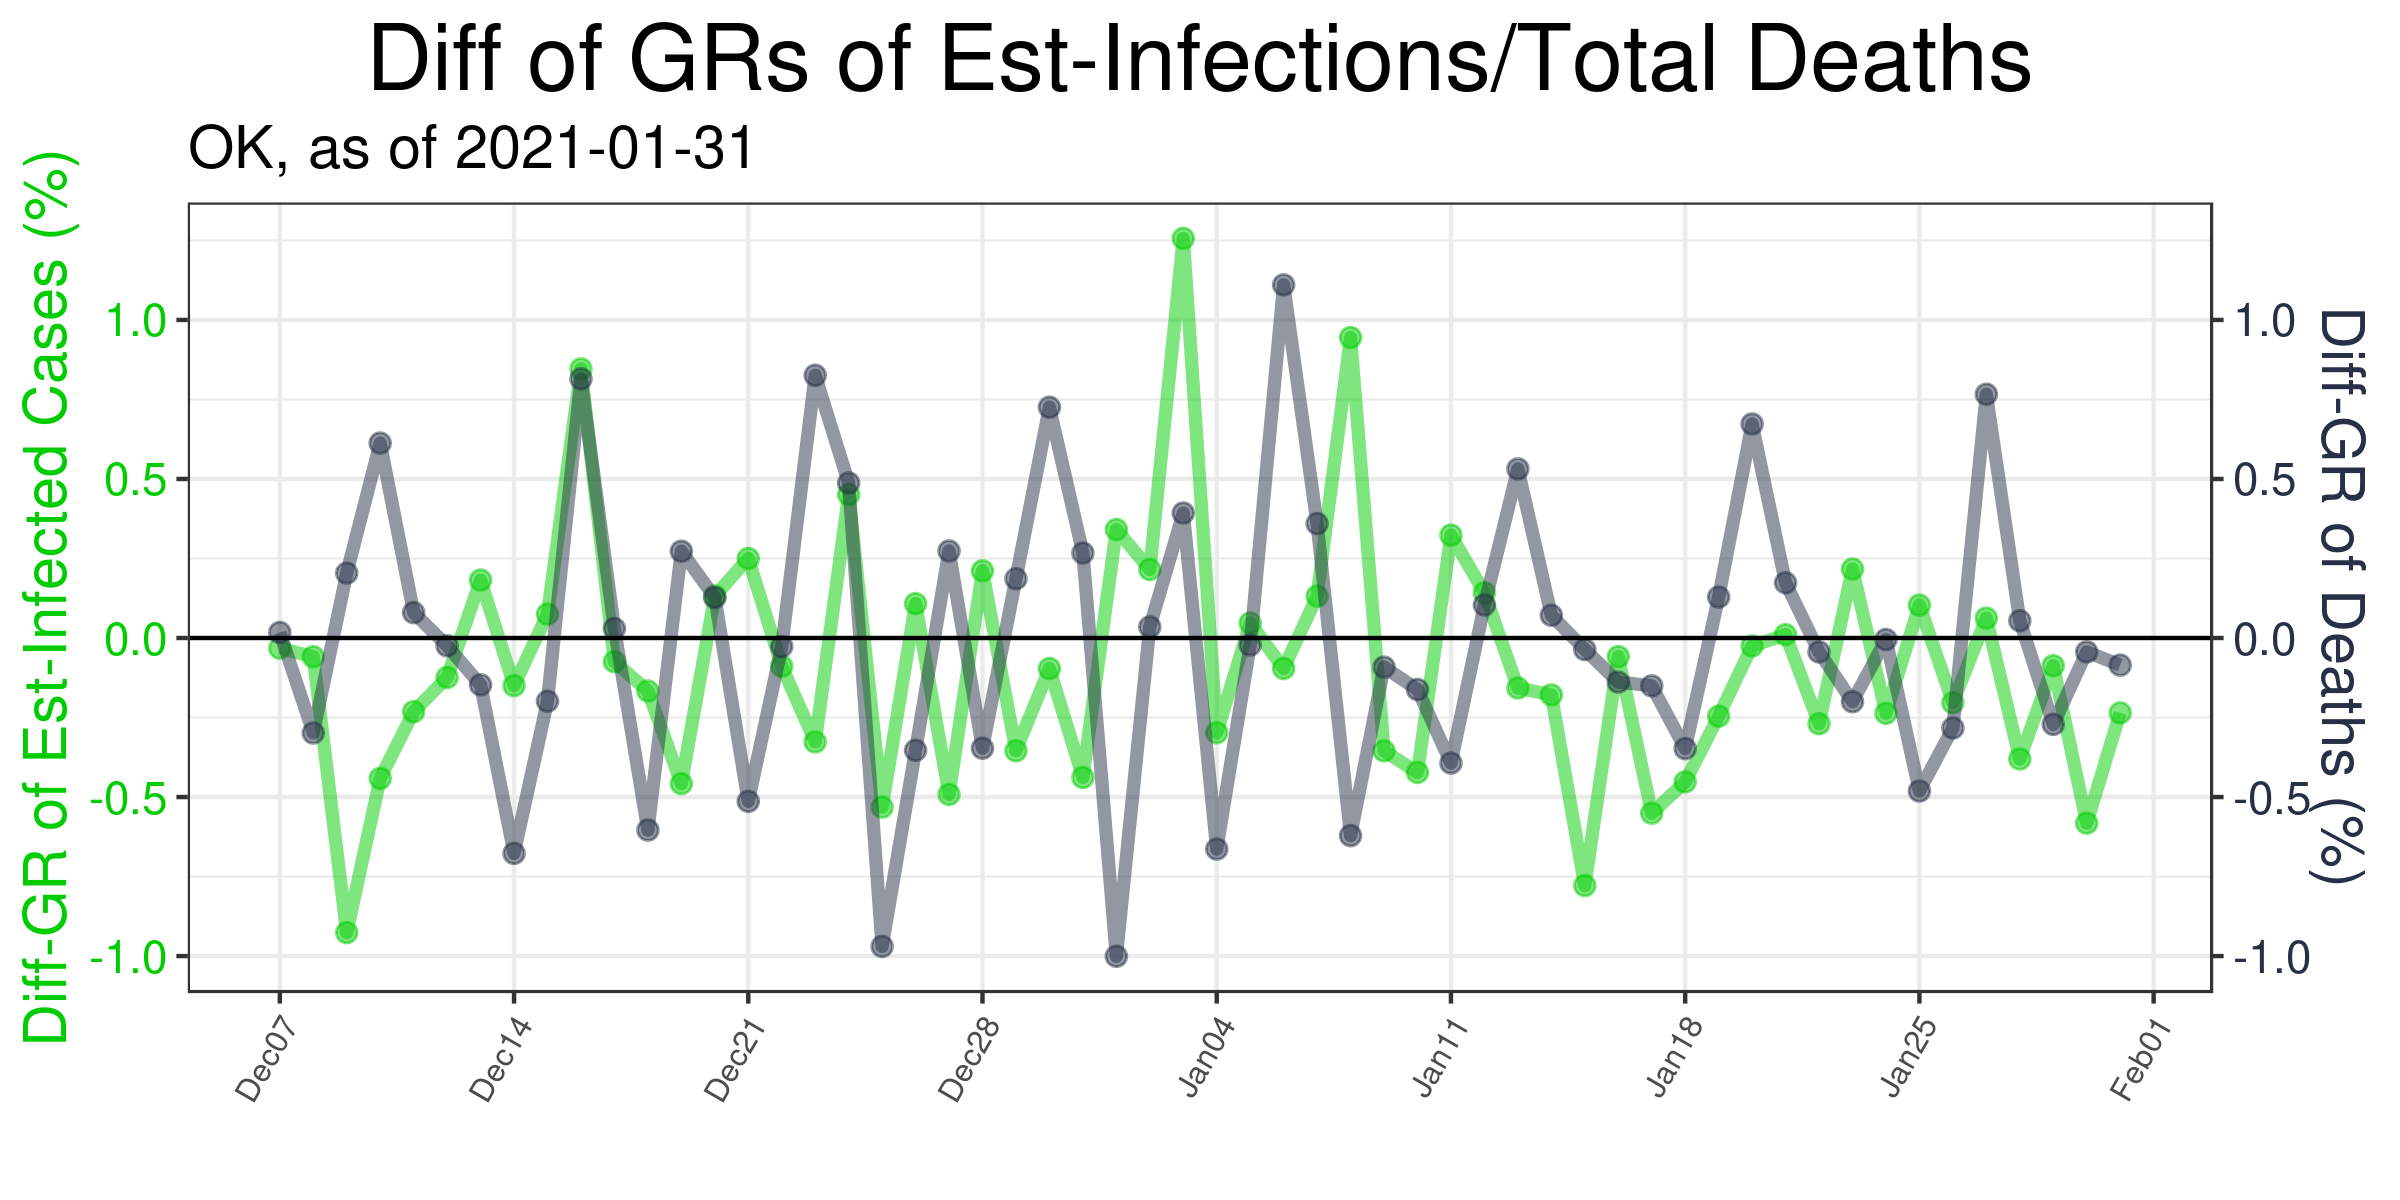 Diff of GRs of Est-Infections/Total Deaths
OK, as of 2021-01-31
Diff-GR of Est-Infected Cases (%)
1.0
0.5
0.0
-0.5
-1.0
1.0
0.5
0.0
-0.5
-1.0
Diff-GR of Deaths (%)
Dec07
Dec14
Dec21
Dec28
Jan04
Jan11
Jan18
Jan25
Feb01